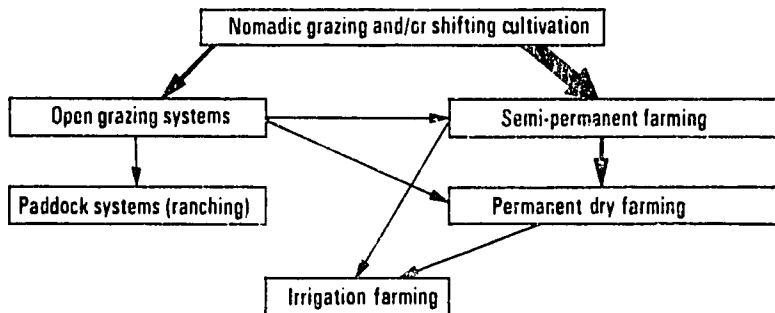 Nomadic grazing and/or shifting cultivation
Open grazing systems
Semi-permanent farming
Paddock systems (ranching)
Permanent dry farming
Irrigation farming